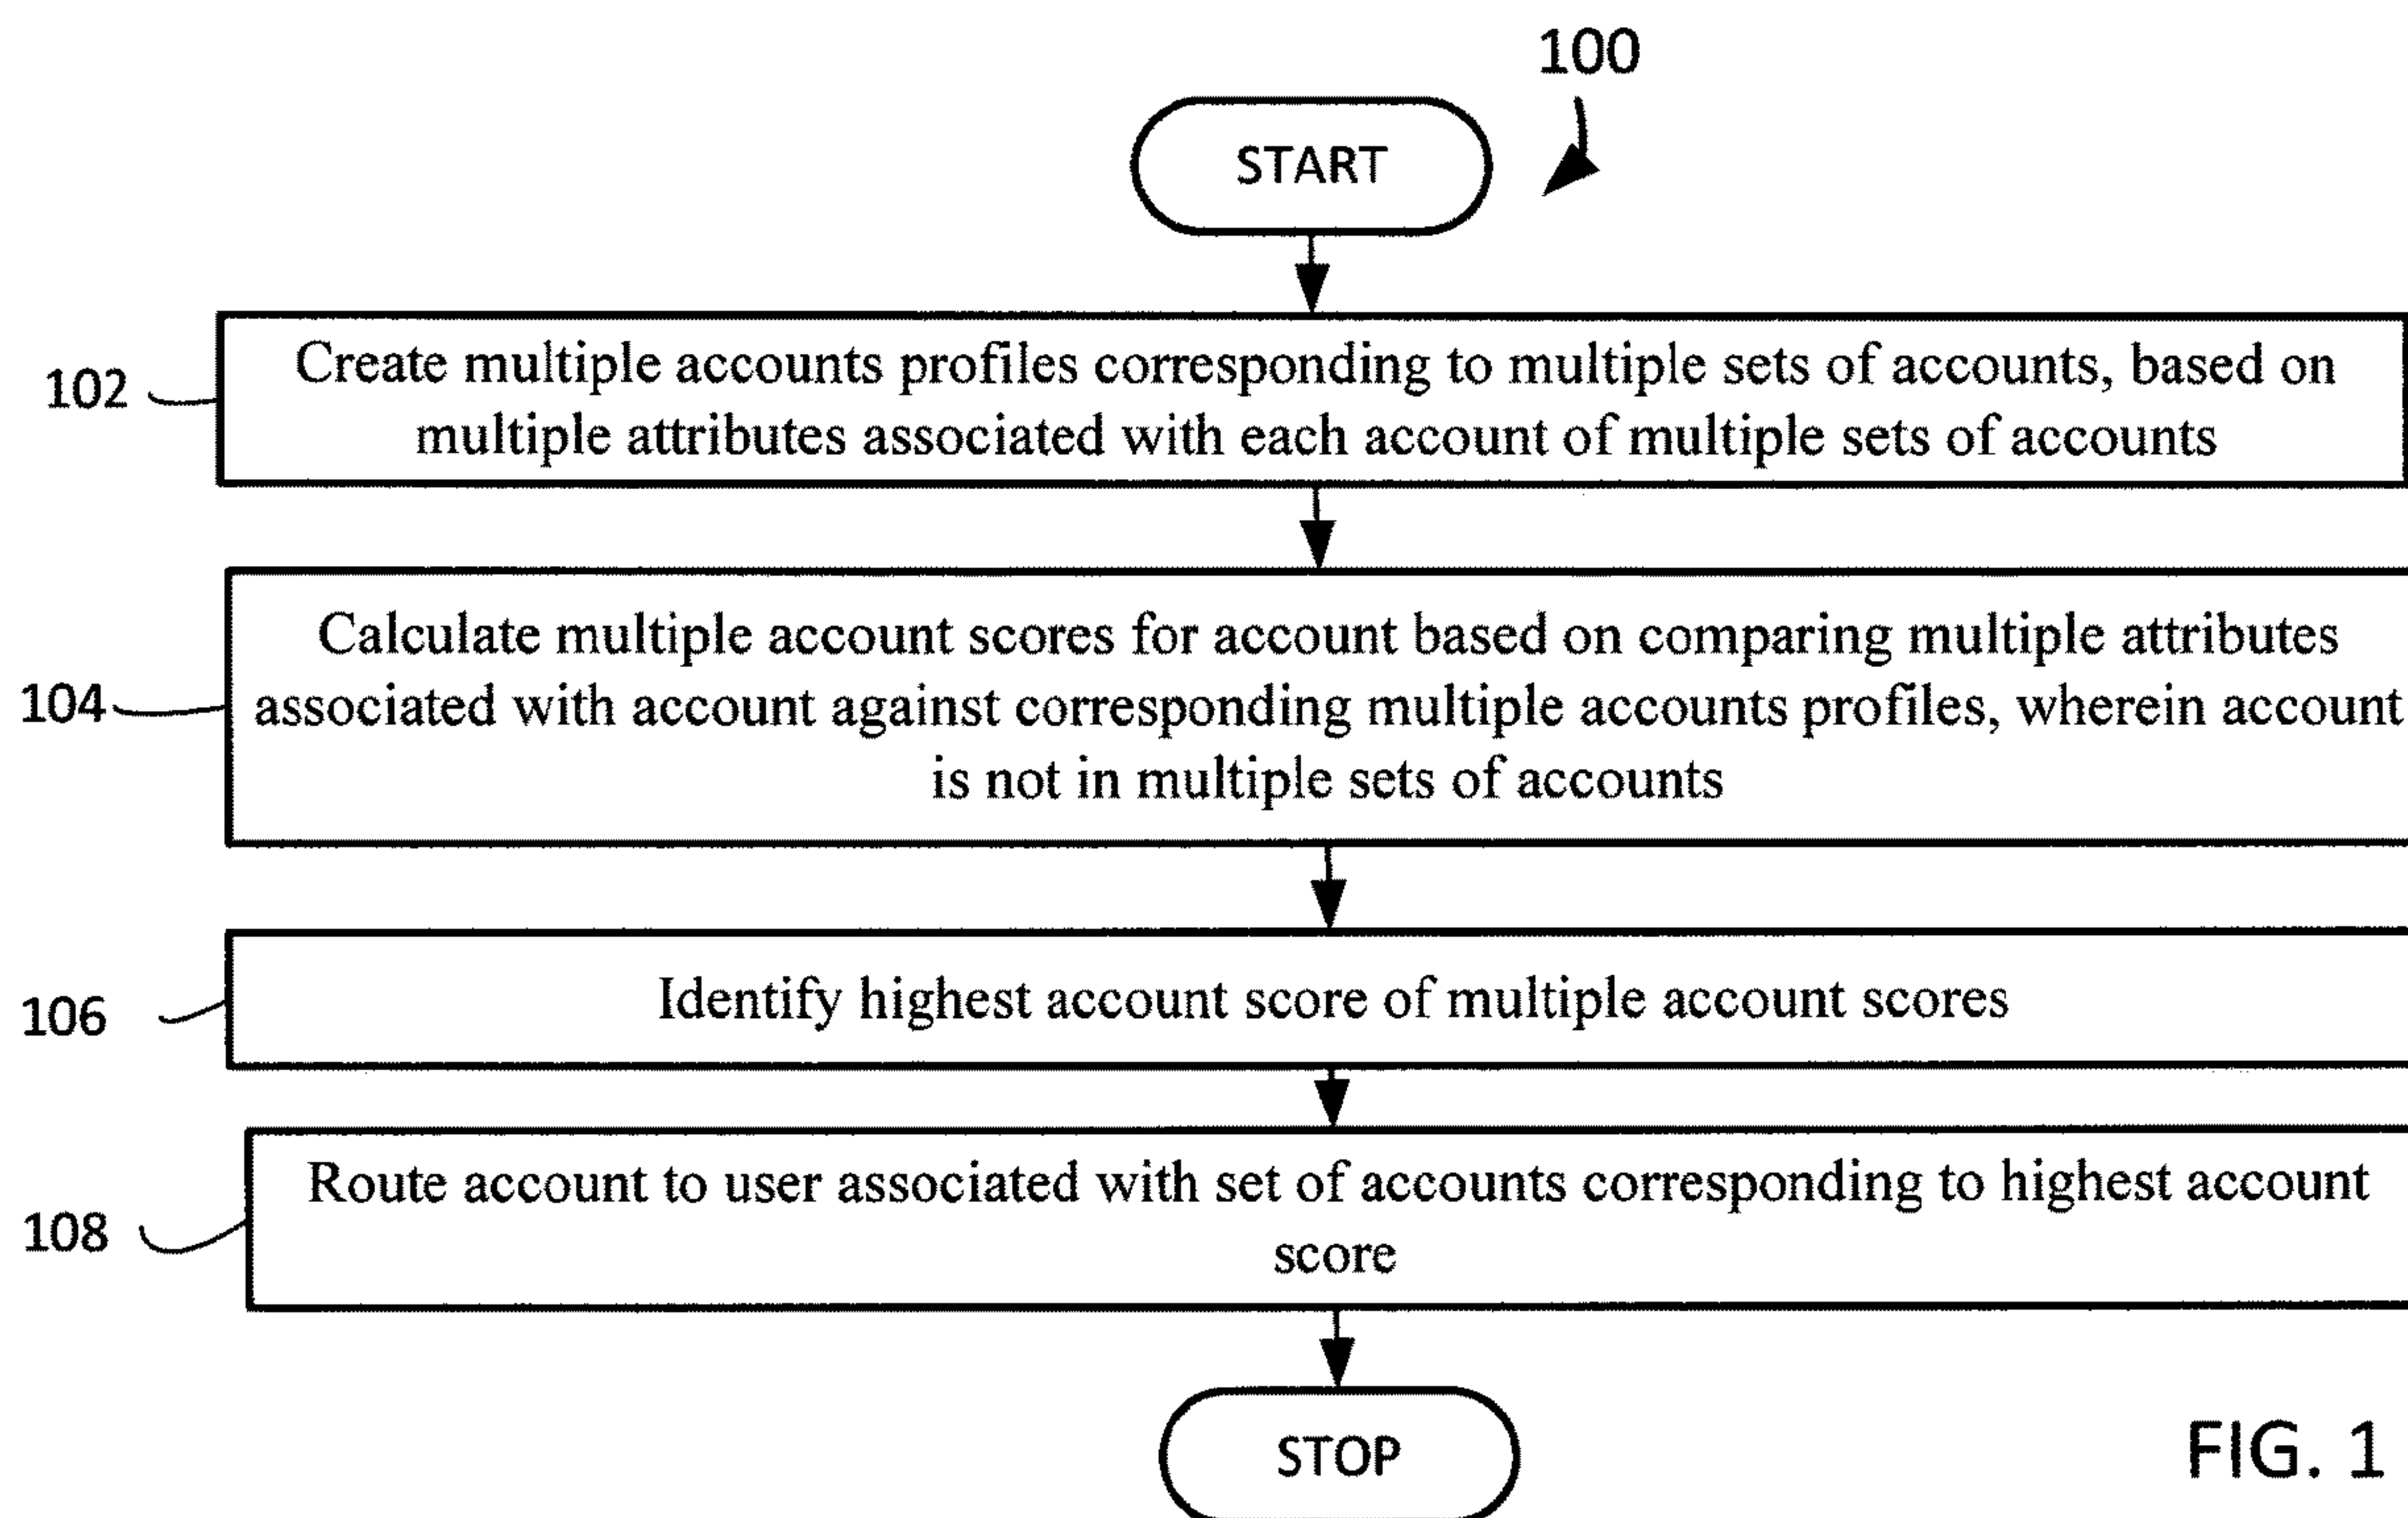 100
START
102
Create multiple accounts profiles corresponding to multiple sets of accounts, based on
multiple attributes associated with each account of multiple sets of accounts
104
Calculate multiple account scores for account based on comparing multiple attributes
associated with account against corresponding multiple accounts profiles, wherein account
is not in multiple sets of accounts
106
Identify highest account score of multiple account scores
108
Route account to user associated with set of accounts corresponding to highest account
score
STOP
FIG. 1